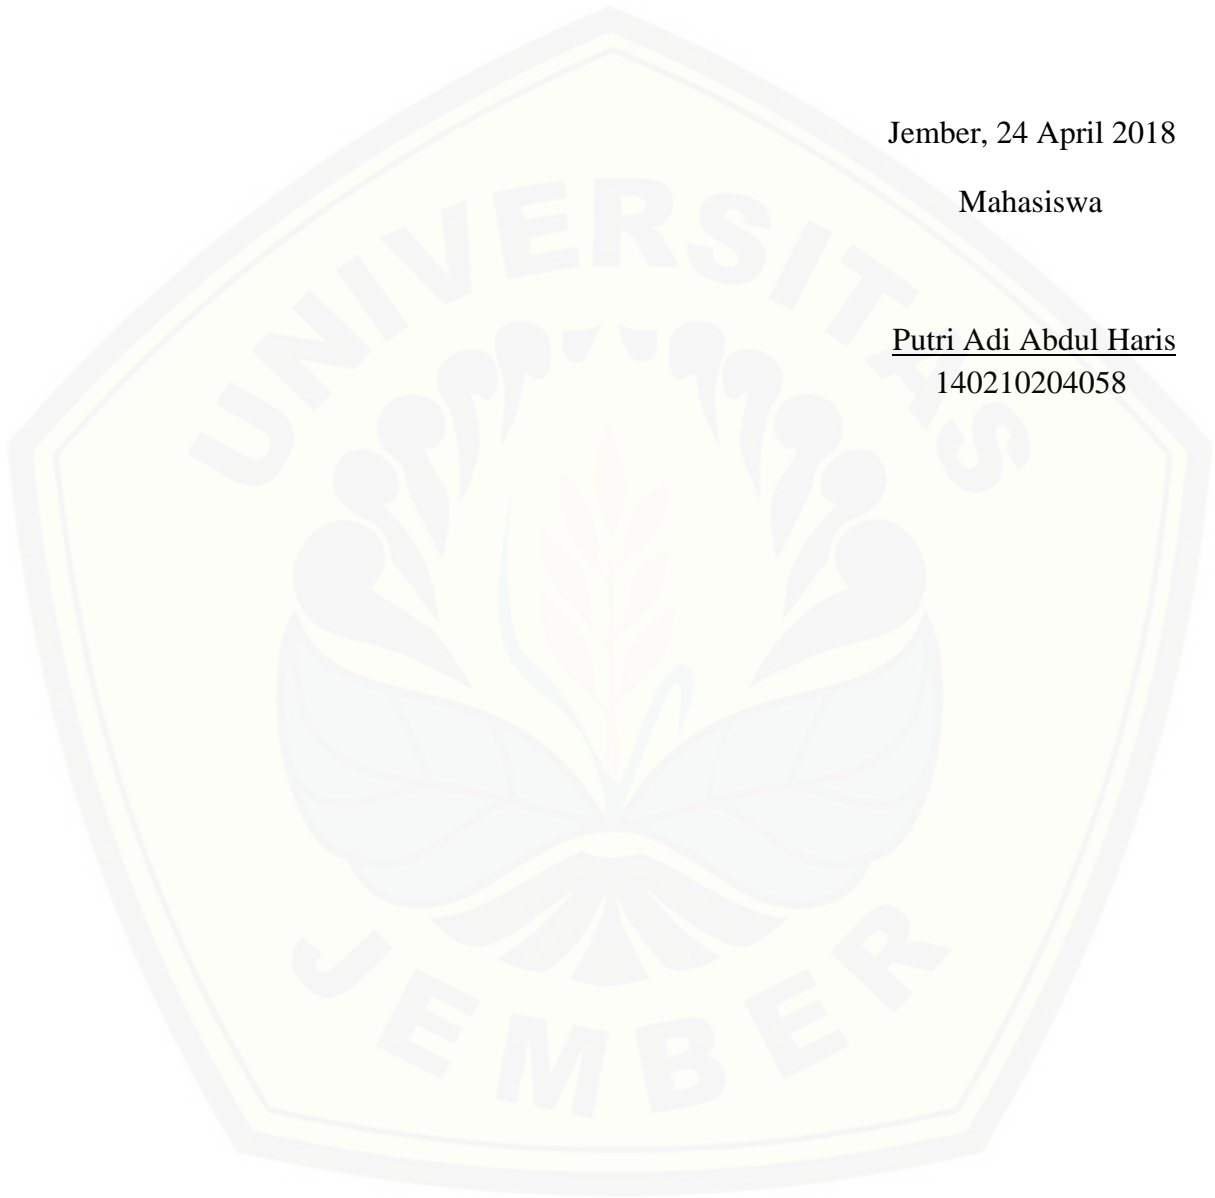 Jember, 24 April 2018
Mahasiswa
Putri Adi Abdul Haris
140210204058
UNIVERSITAS
JEMBER